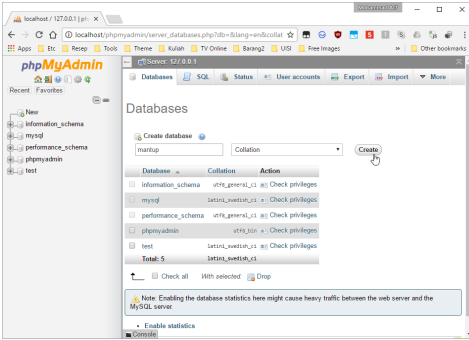 Mohammad Arif
localhost / 127.0.0.1 | ph
localhost/phpmyadmin/server_databases.php?db=&lang=en&collat
Apps Etc Resep Tools Theme Kuliah TV Online Barang2 UISI Free Images Other bookmarks
phpMyAdmin
Recent Favorites
New
information_schema
mysql
performance_schema
phpmyadmin
test
Server: 127.0.0.1
Databases SQL Status User accounts Export Import More
Databases
Create database
mantup Collation Create
Database Collation Action
information_schema utf8_general_ci Check privileges
mysql latin1_swedish_ci Check privileges
performance_schema utf8_general_ci Check privileges
phpmyadmin utf8_bin Check privileges
test latin1_swedish_ci Check privileges
Total: 5 latin1_swedish_ci
Check all With selected: Drop
Note: Enabling the database statistics here might cause heavy traffic between the web server and the
MySQL server.
Enable statistics
Console